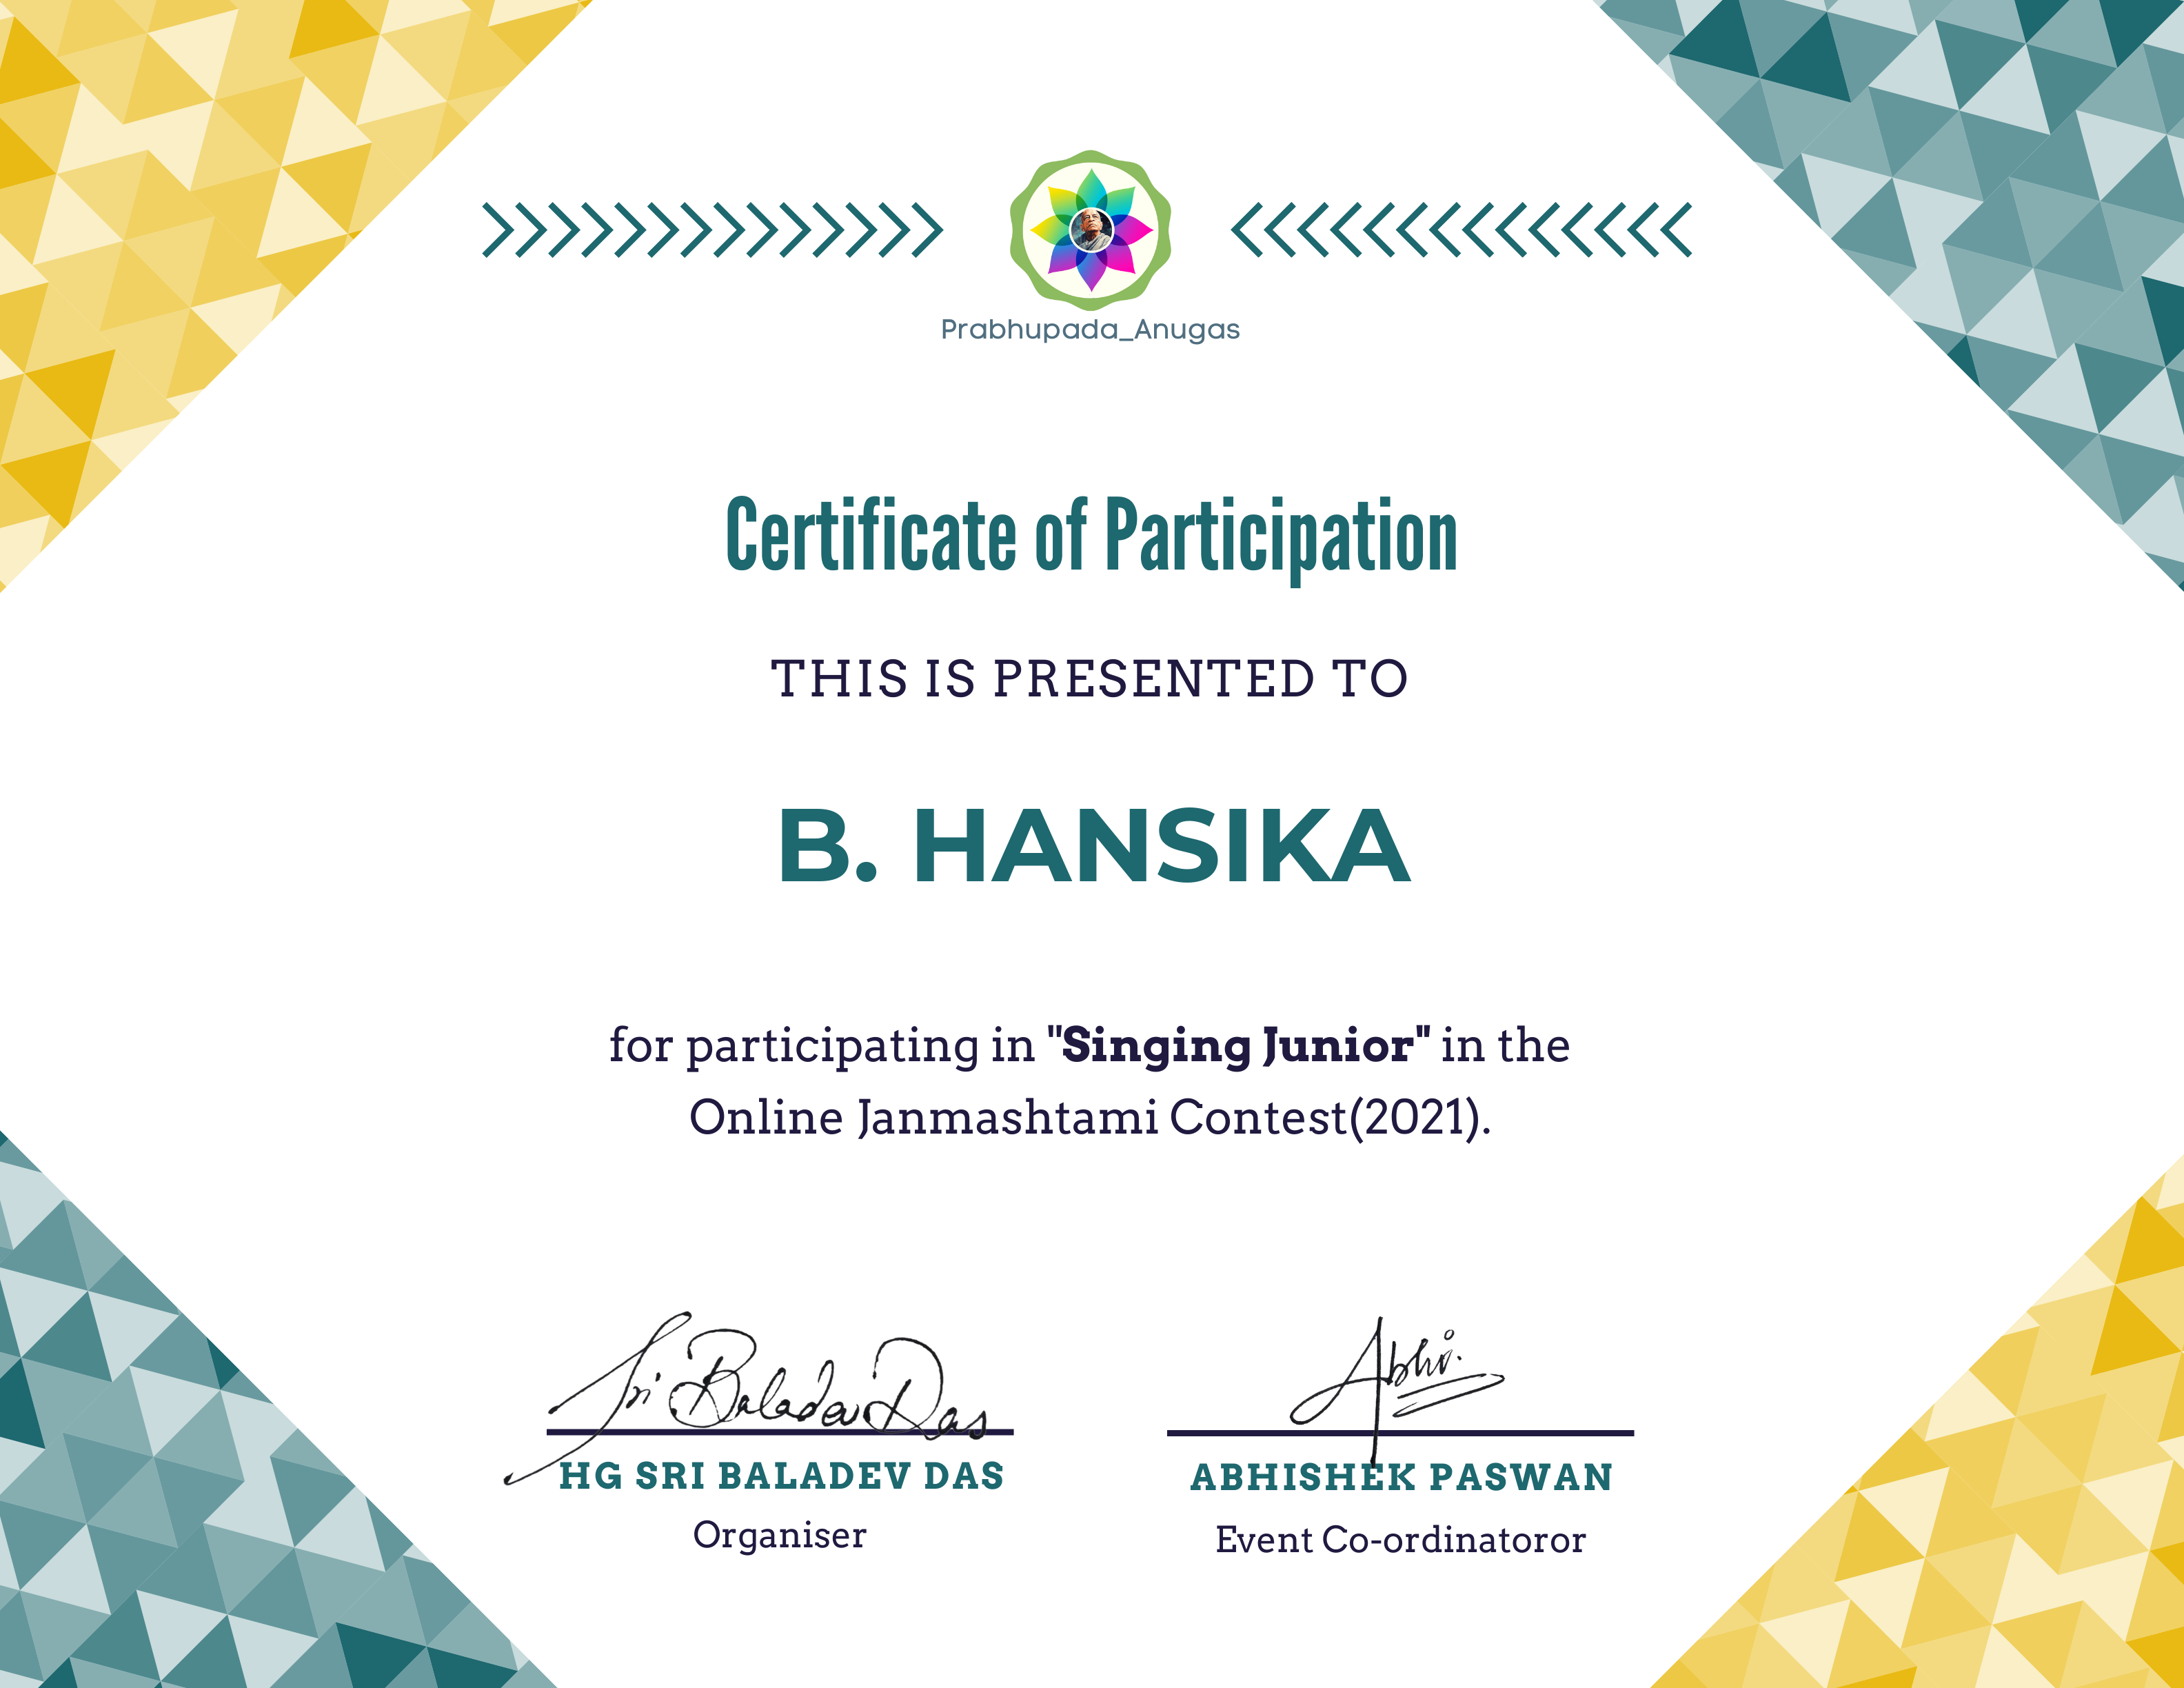 Prabhupada_Anugas
Certificate of Participation
THIS IS PRESENTED TO
B. HANSIKA
for participating in "Singing Junior" in the
Online Janmashtami Contest(2021).
Sri Baladev Das
Abhi.
HG SRI BALADEV DAS
ABHISHEK PASWAN
Organiser
Event Co-ordinatoror